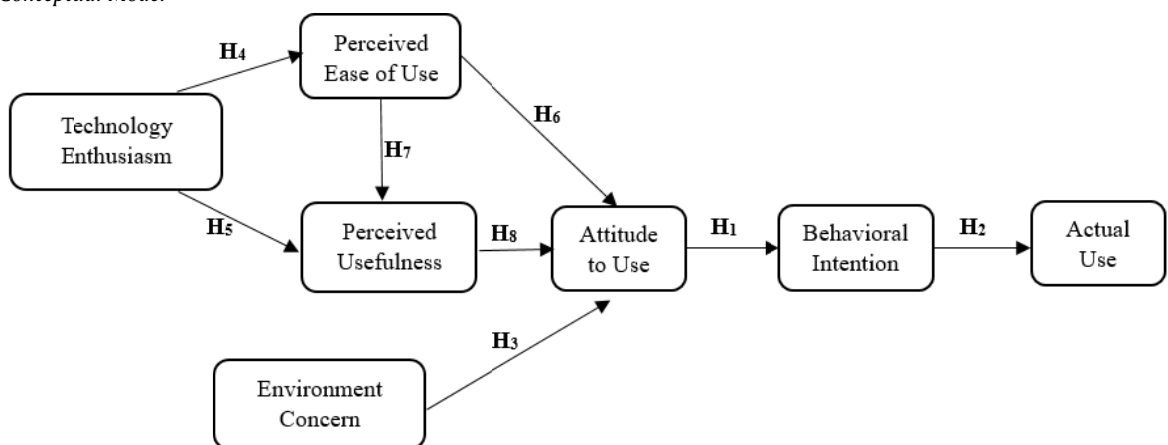 Conceptual Model
Perceived
Ease of Use
H4
Technology
Enthusiasm
H6
H7
H5
Perceived
Usefulness
H8
Attitude
to Use
H1
Behavioral
Intention
H2
Actual
Use
H3
Environment
Concern